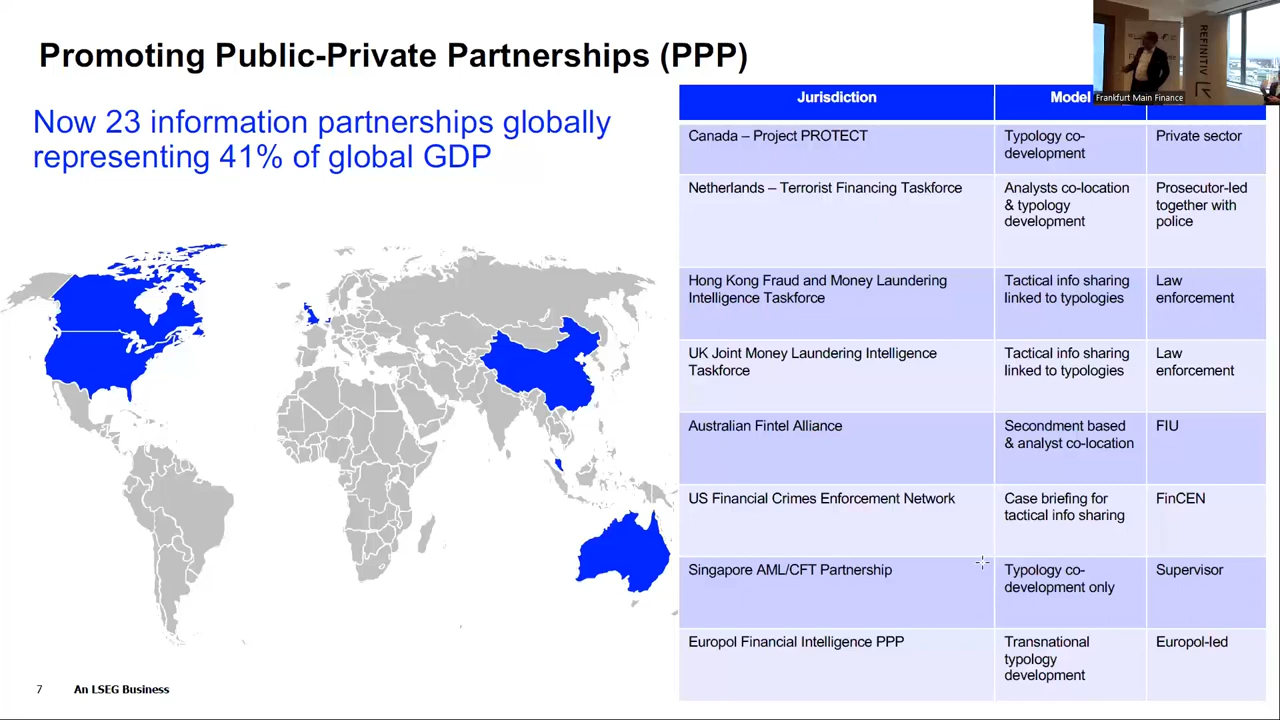 Promoting Public-Private Partnerships (PPP)
Now 23 information partnerships globally
representing 41% of global GDP
REFINITIV
Frankfurt Main Finance
Jurisdiction
Model
Canada – Project PROTECT
Typology co-
development
Private sector
Netherlands – Terrorist Financing Taskforce
Analysts co-location
& typology
development
Prosecutor-led
together with
police
Hong Kong Fraud and Money Laundering
Intelligence Taskforce
Tactical info sharing
linked to typologies
Law
enforcement
UK Joint Money Laundering Intelligence
Taskforce
Tactical info sharing
linked to typologies
Law
enforcement
Australian Fintel Alliance
Secondment based
& analyst co-location
FIU
US Financial Crimes Enforcement Network
Case briefing for
tactical info sharing
FinCEN
Singapore AML/CFT Partnership
Typology co-
development only
Supervisor
Europol Financial Intelligence PPP
Transnational
typology
development
Europol-led
7
An LSEG Business